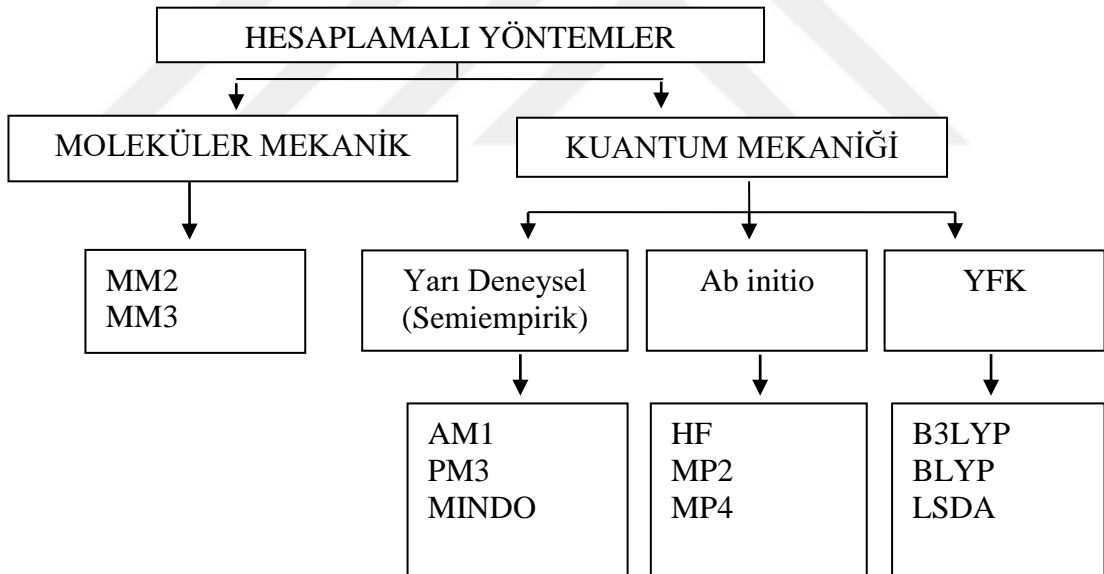 HESAPLAMALI YÖNTEMLER
MOLEKÜLER MEKANİK
KUANTUM MEKANİĞİ
MM2
MM3
Yarı Deneysel
(Semiempirik)
Ab initio
YFK
AM1
PM3
MINDO
HF
MP2
MP4
B3LYP
BLYP
LSDA